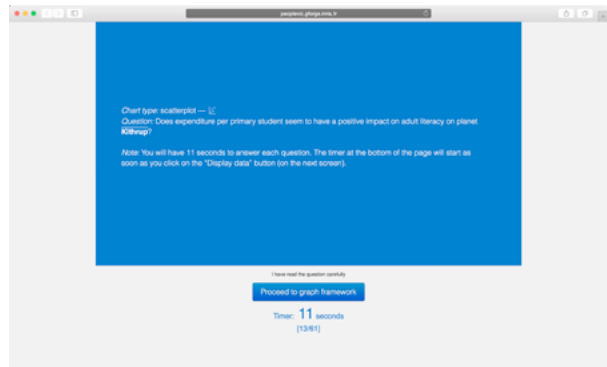 peoplevis.gforge.inria.fr
Chart type: scatterplot —
Question: Does expenditure per primary student seem to have a positive impact on adult literacy on planet
Kithrup?
Note: You will have 11 seconds to answer each question. The timer at the bottom of the page will start as
soon as you click on the "Display data" button (on the next screen).
I have read the question carefully
Proceed to graph framework
Timer: 11 seconds
[13/61]